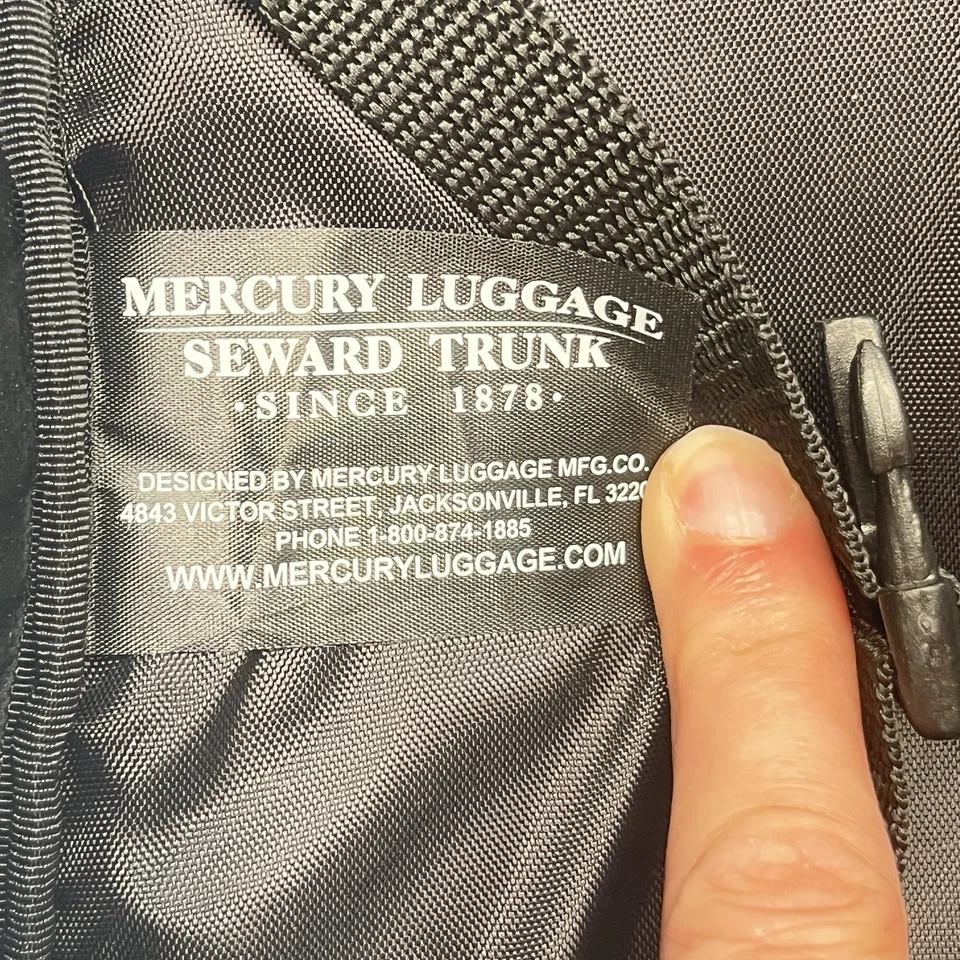 MERCURY LUGGAGE
SEWARD TRUNK
·SINCE 1878·
DESIGNED BY MERCURY LUGGAGE MFG.CO.
4843 VICTOR STREET, JACKSONVILLE, FL
PHONE 1-800-874-1885
WWW.MERCURYLUGGAGE.COM